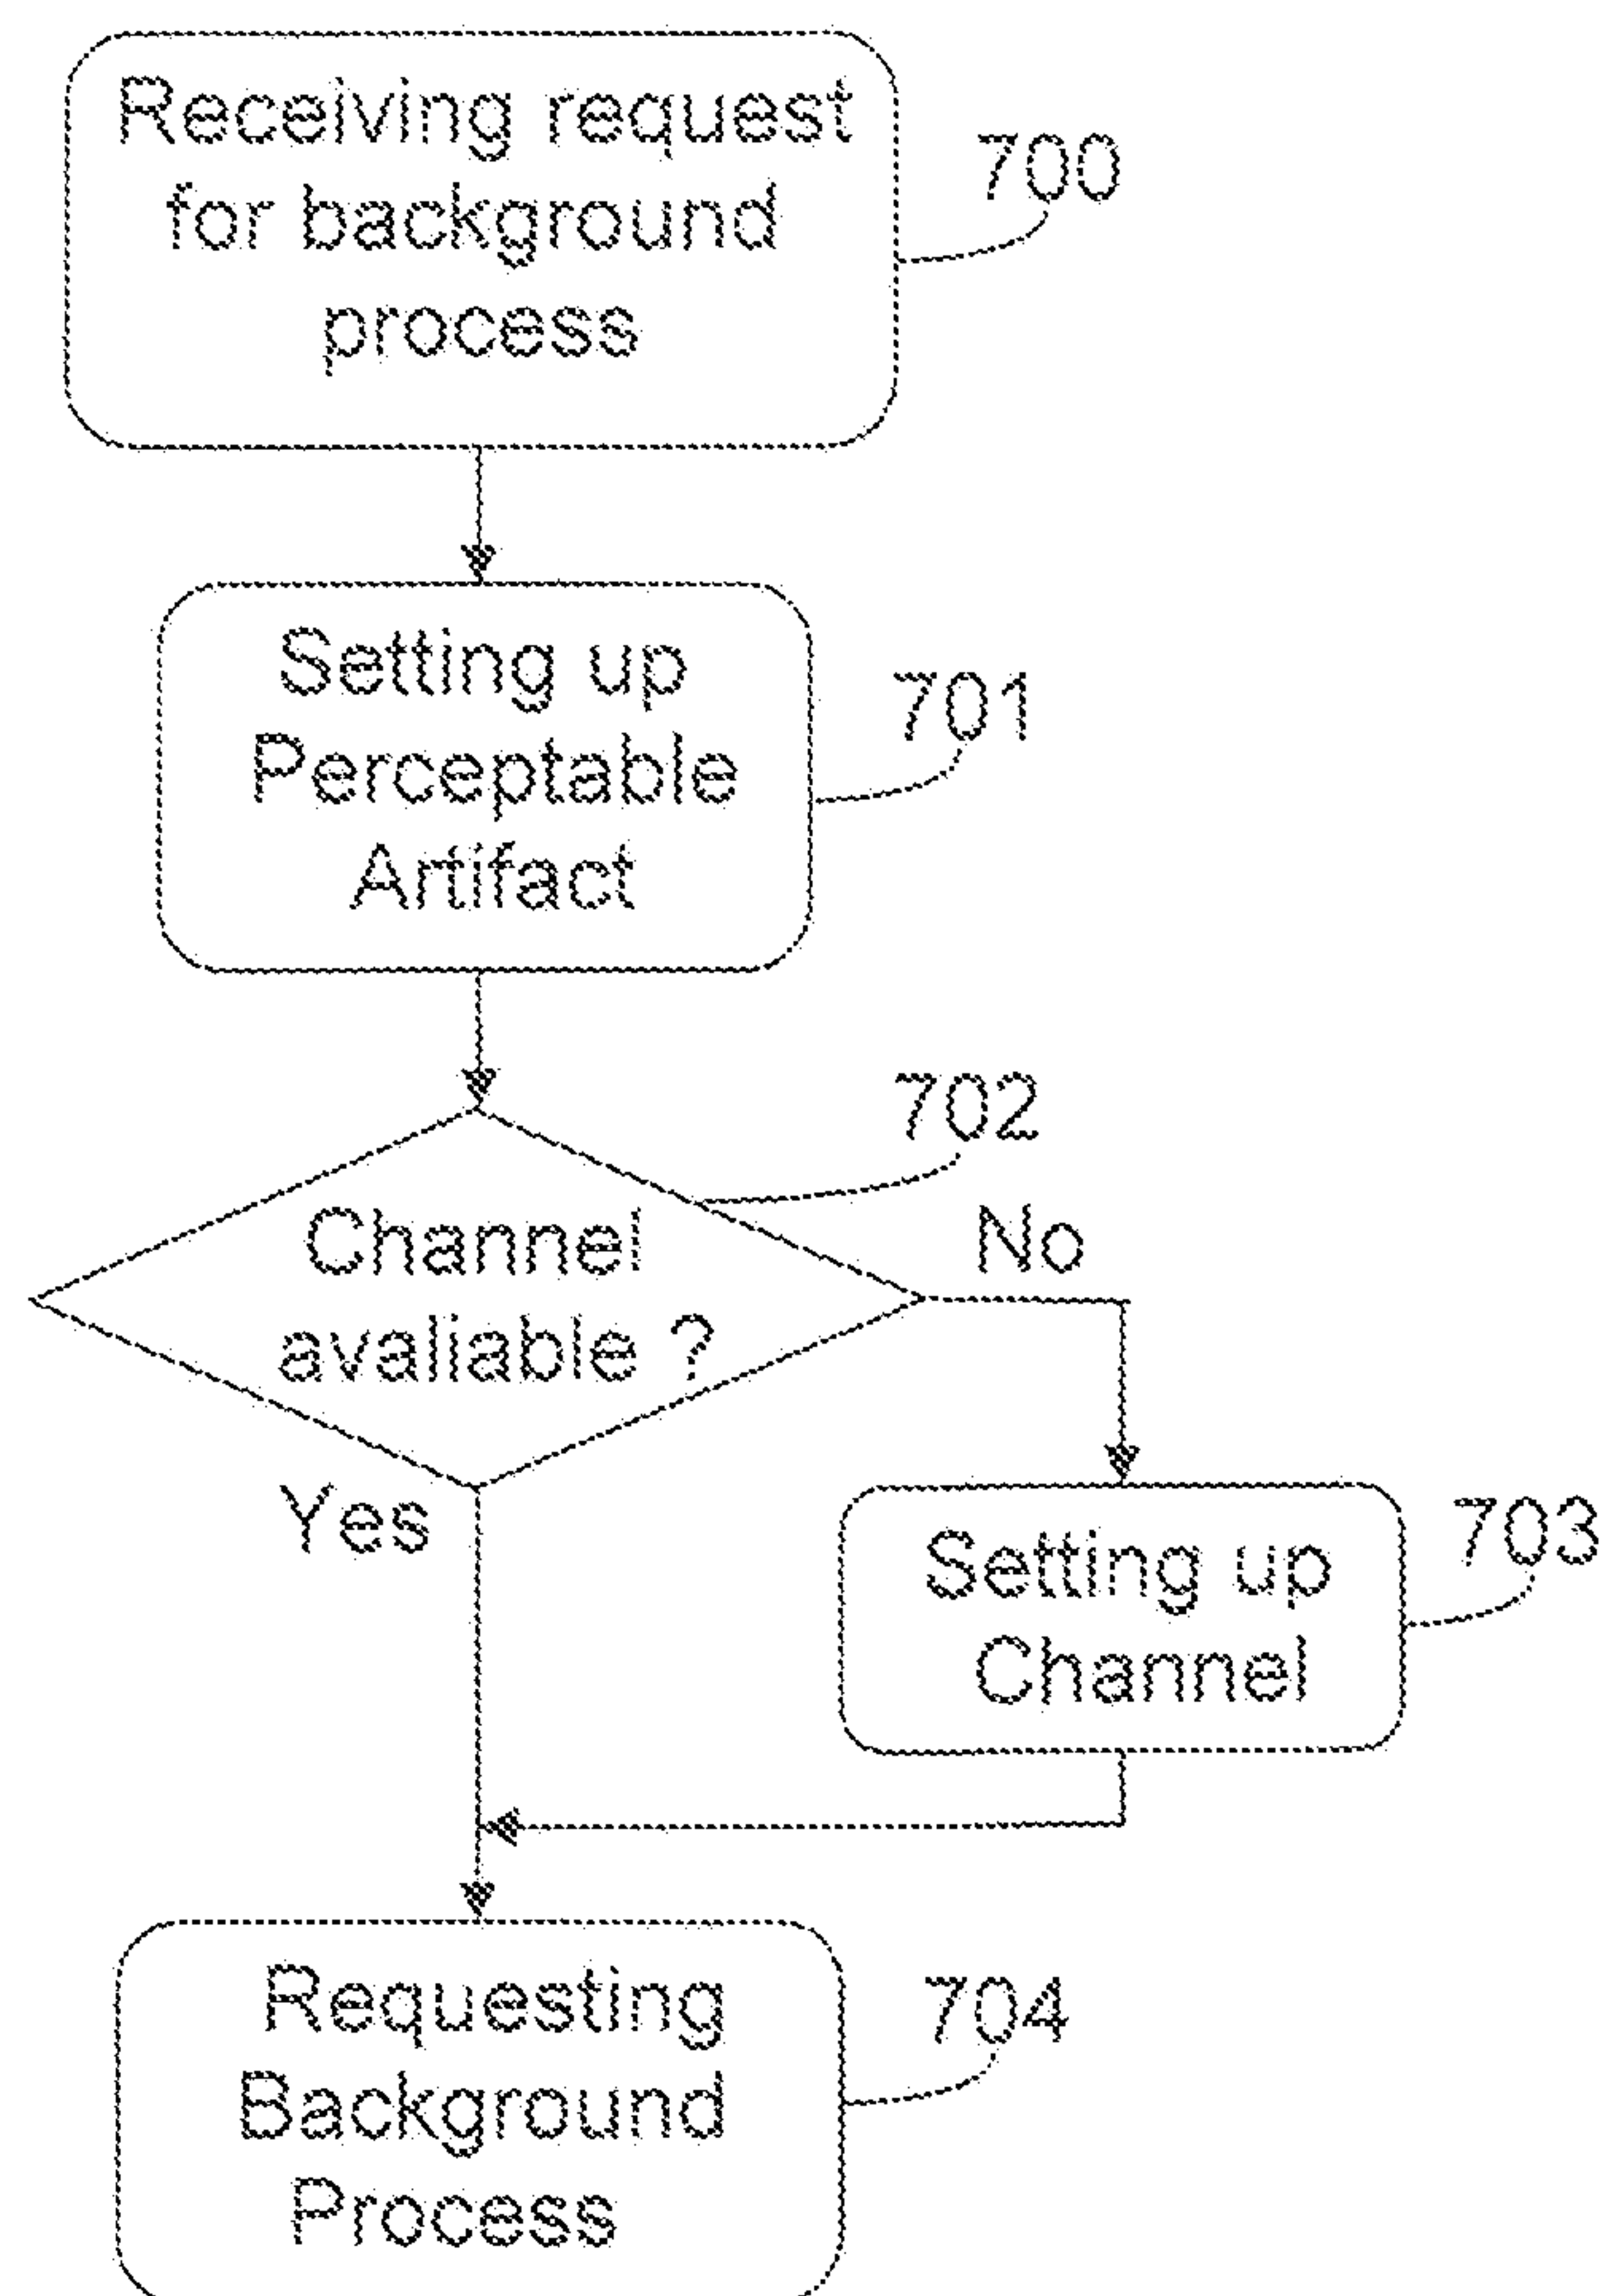 Receiving request
for background
process
700
Setting up
Perceptable
Artifact
701
702
Channel
avaliable ?
No
Yes
Setting up
Channel
703
Requesting
Background
Process
704